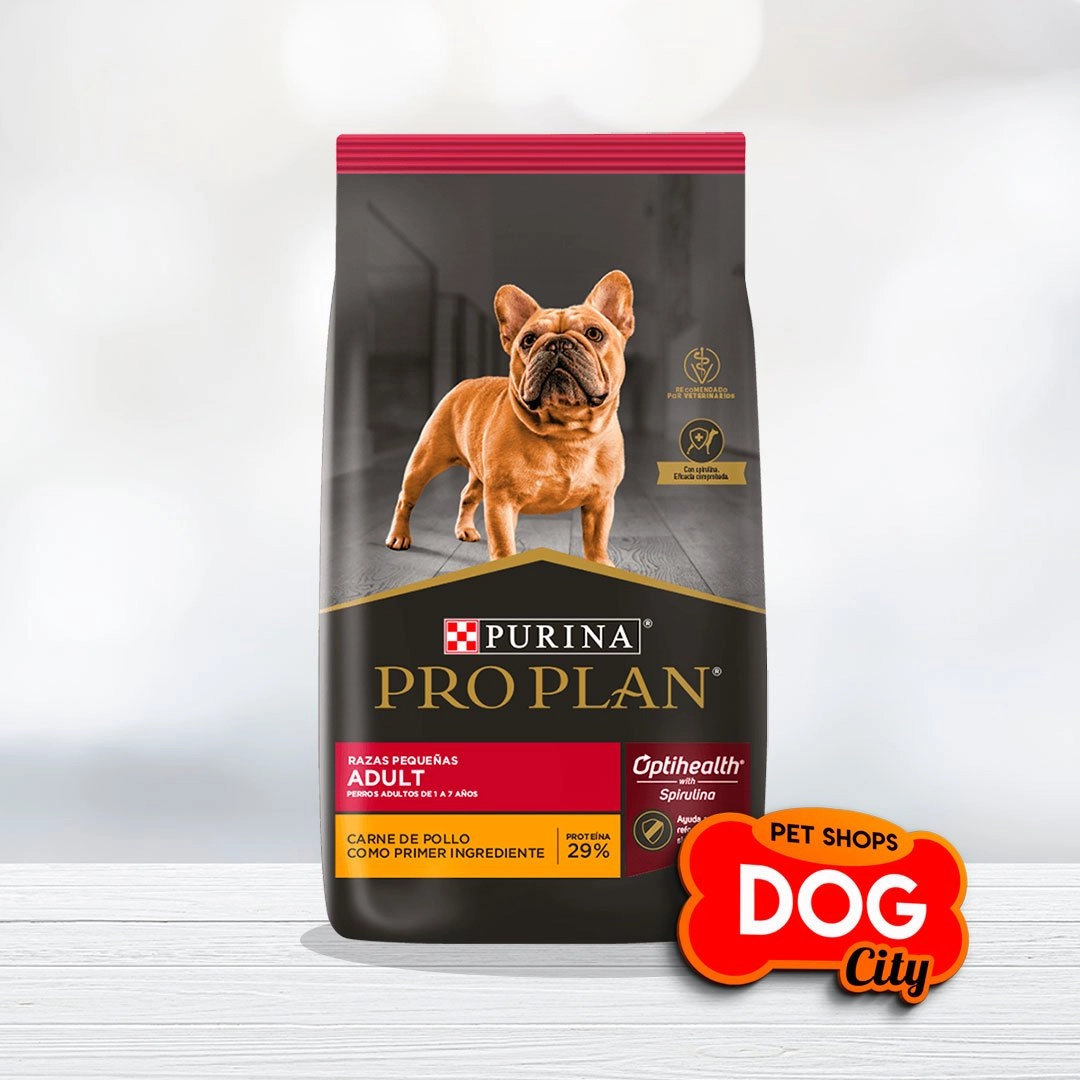 RECOMENDADO
POR VETERINARIOS
Con spirulina.
Eficacia comprobada.
PURINA®
PRO PLAN®
RAZAS PEQUEÑAS
ADULT
PERROS ADULTOS DE 1 A 7 AÑOS
CARNE DE POLLO
COMO PRIMER INGREDIENTE
PROTEÍNA
29%
Optihealth®
with
Spirulina
Ayuda
PET SHOPS
DOG
City